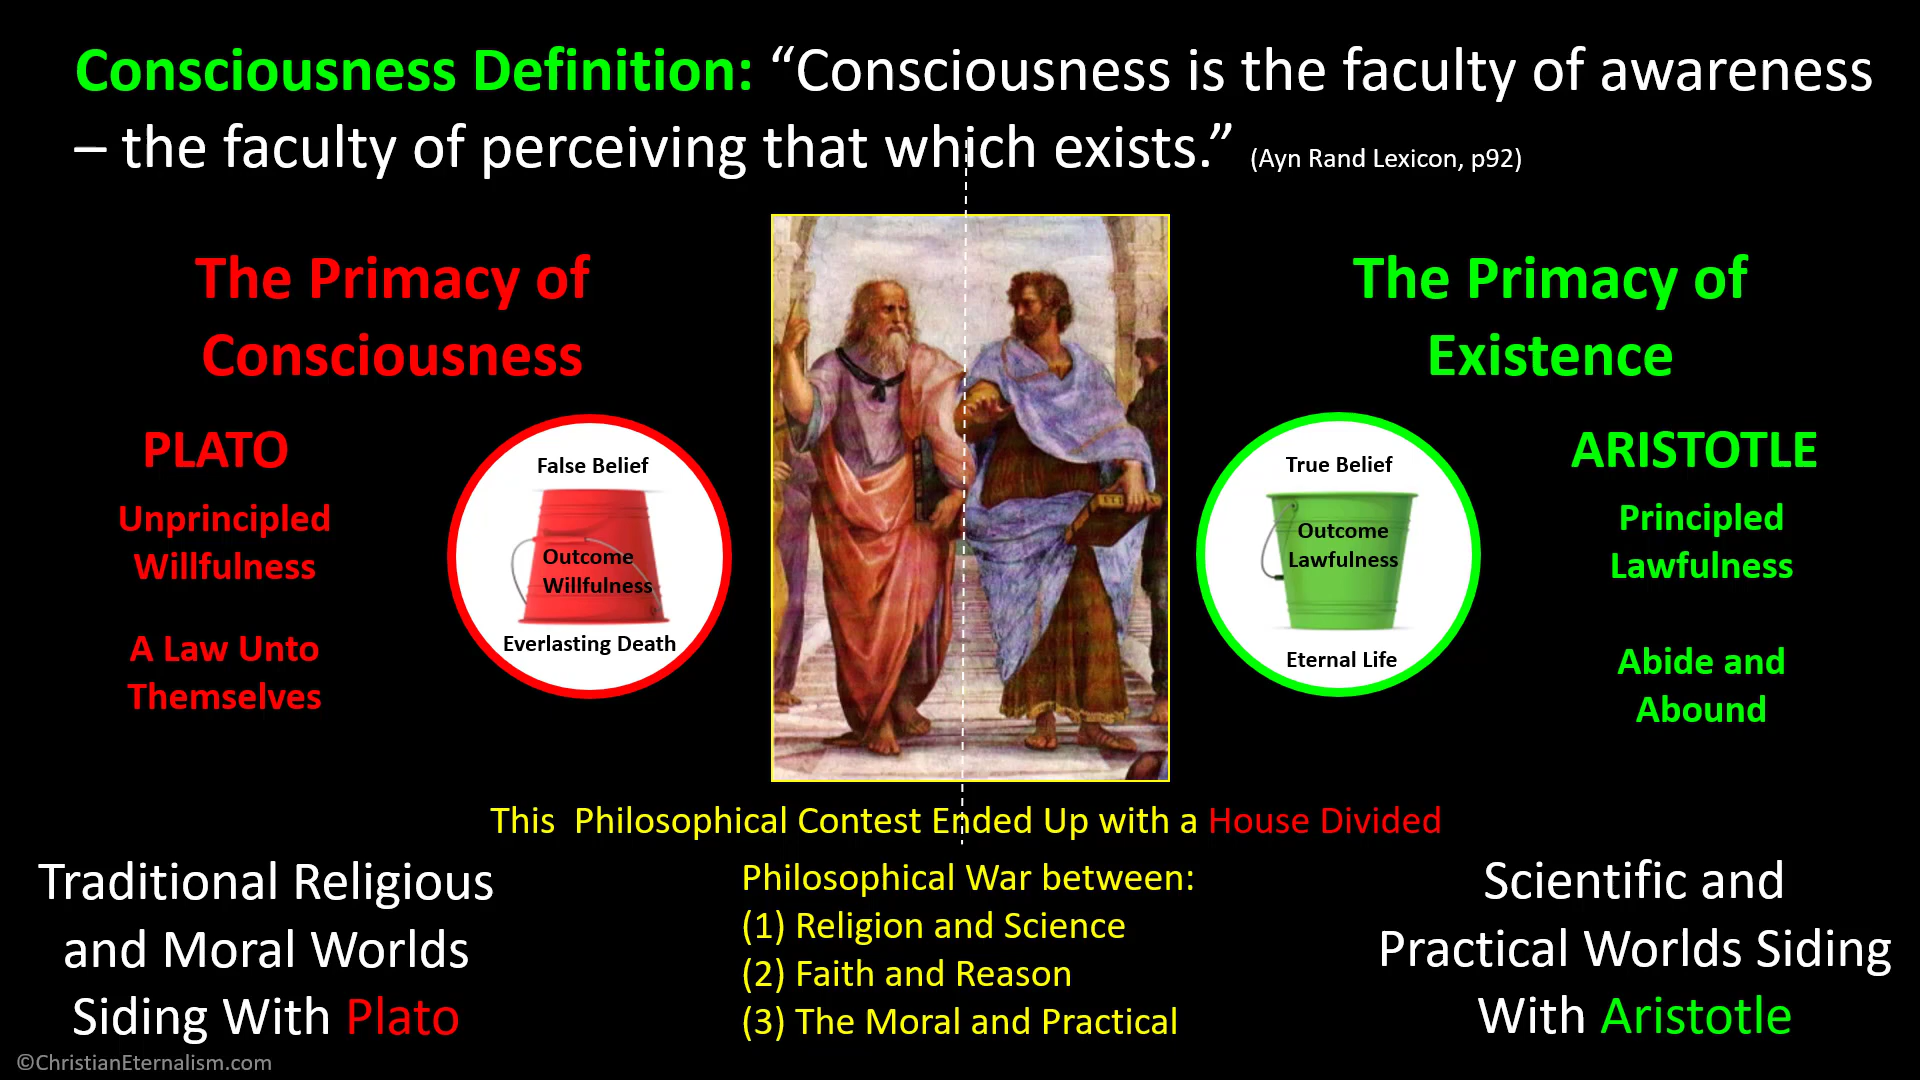 Consciousness Definition: “Consciousness is the faculty of awareness
– the faculty of perceiving that which exists.” (Ayn Rand Lexicon, p92)
The Primacy of
Consciousness
PLATO
Unprincipled
Willfulness
A Law Unto
Themselves
False Belief
Outcome
Willfulness
Everlasting Death
The Primacy of
Existence
True Belief
Outcome
Lawfulness
Eternal Life
ARISTOTLE
Principled
Lawfulness
Abide and
Abound
This  Philosophical Contest Ended Up with a House Divided
Traditional Religious
and Moral Worlds
Siding With Plato
Philosophical War between:
(1) Religion and Science
(2) Faith and Reason
(3) The Moral and Practical
Scientific and
Practical Worlds Siding
With Aristotle
©ChristianEternalism.com